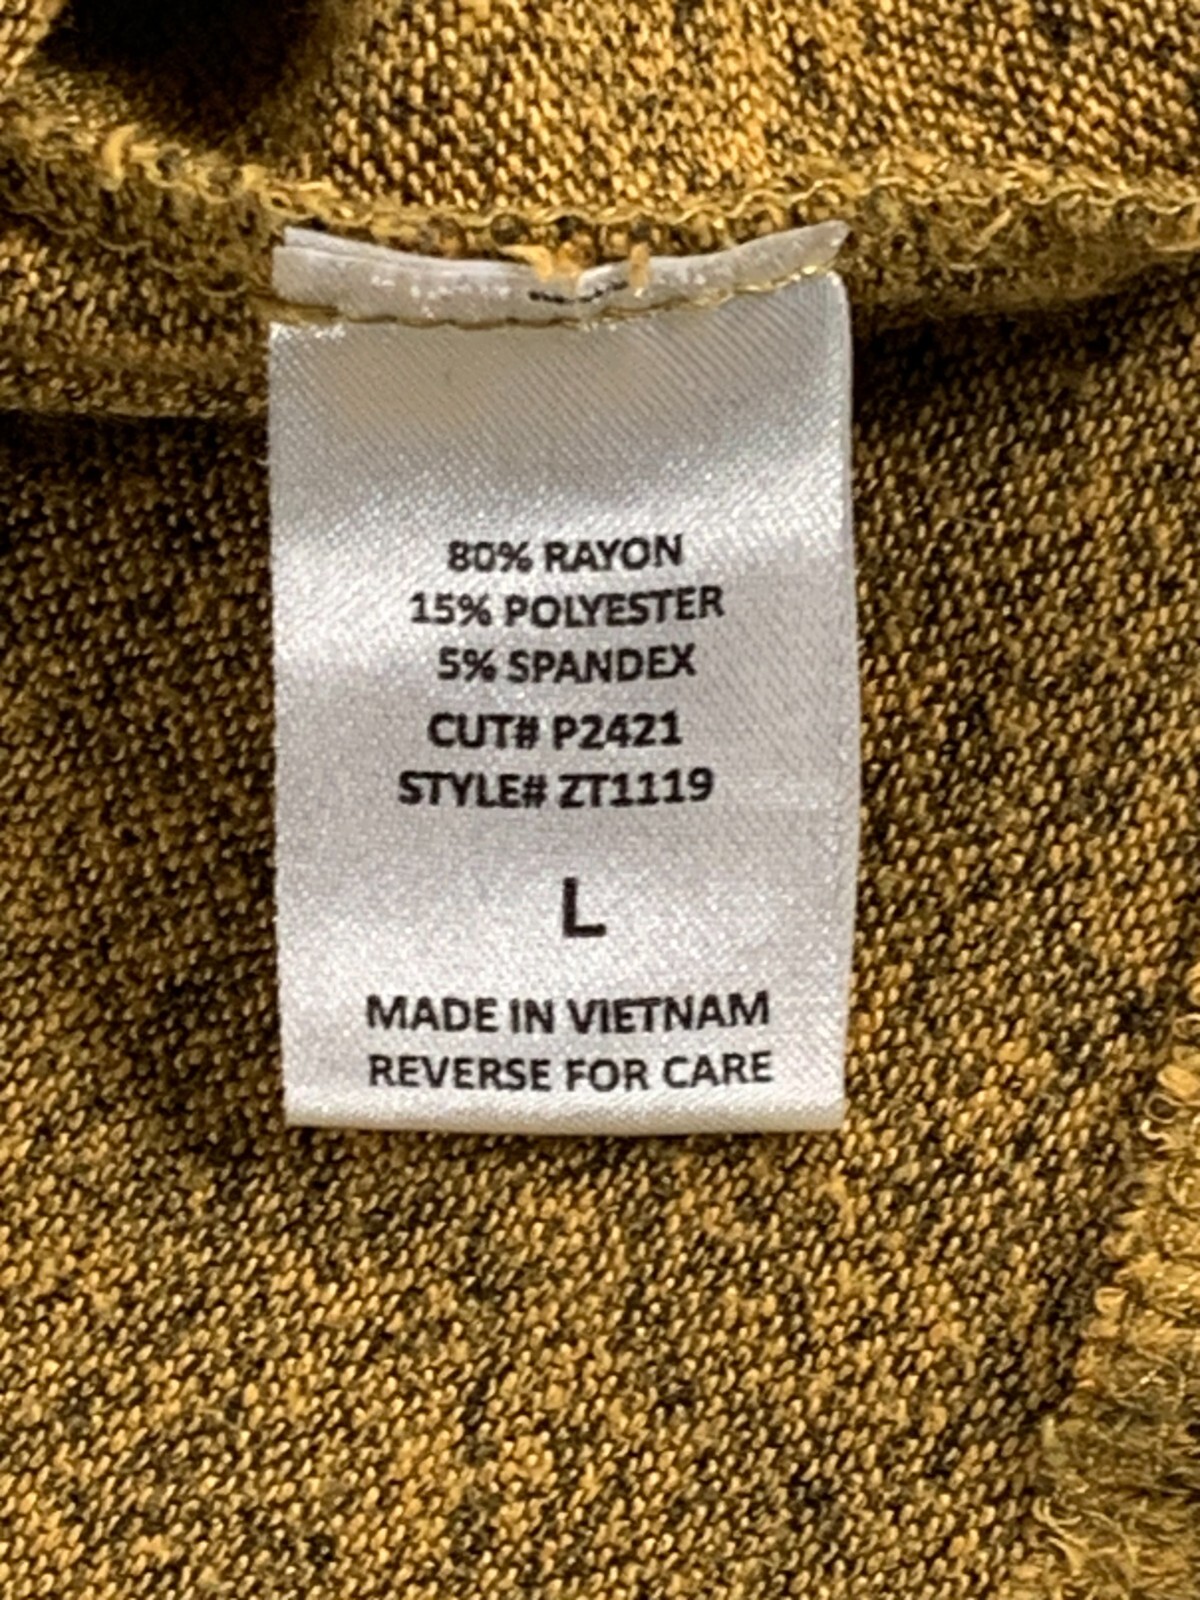 80% RAYON
15% POLYESTER
5% SPANDEX
CUT# P2421
STYLE# ZT1119
L
MADE IN VIETNAM
REVERSE FOR CARE